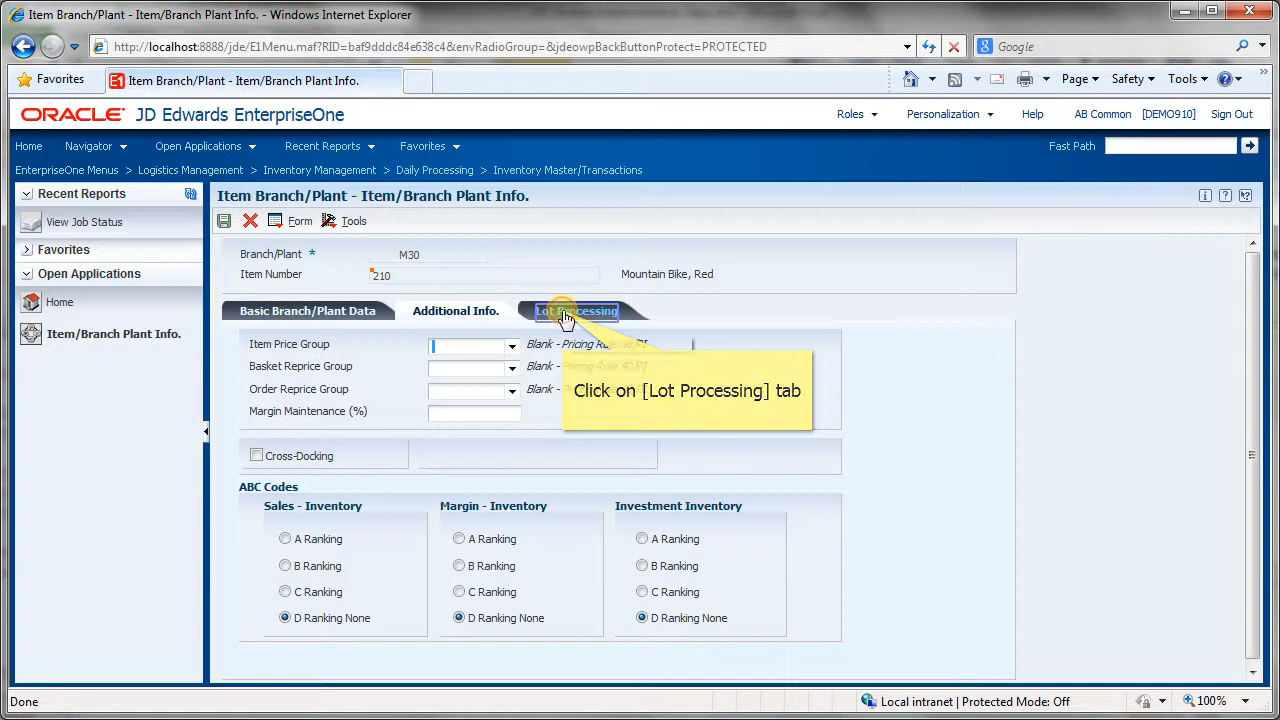 Item Branch/Plant - Item/Branch Plant Info. - Windows Internet Explorer
http://localhost:8888/jde/E1Menu.maf?RID=baf9dddc84e638c4&envRadioGroup=&jdeowpBackButtonProtect=PROTECTED
Google
Favorites
E1 Item Branch/Plant - Item/Branch Plant Info.
Page Safety Tools
ORACLE JD Edwards EnterpriseOne
Roles Personalization Help AB Common [DEMO910] Sign Out
Home Navigator Open Applications Recent Reports Favorites Fast Path
EnterpriseOne Menus > Logistics Management > Inventory Management > Daily Processing > Inventory Master/Transactions
Recent Reports
View Job Status
Favorites
Open Applications
Home
Item/Branch Plant Info.
Item Branch/Plant - Item/Branch Plant Info.
Form Tools
Branch/Plant * M30
Item Number 210 Mountain Bike, Red
Basic Branch/Plant Data Additional Info. Lot Processing
Item Price Group Blank - Pricing
Basket Reprice Group Blank - Pricing
Order Reprice Group Blank -
Margin Maintenance (%)
Click on [Lot Processing] tab
Cross-Docking
ABC Codes
Sales - Inventory Margin - Inventory Investment Inventory
A Ranking A Ranking A Ranking
B Ranking B Ranking B Ranking
C Ranking C Ranking C Ranking
D Ranking None D Ranking None D Ranking None
Done
Local intranet | Protected Mode: Off
100%